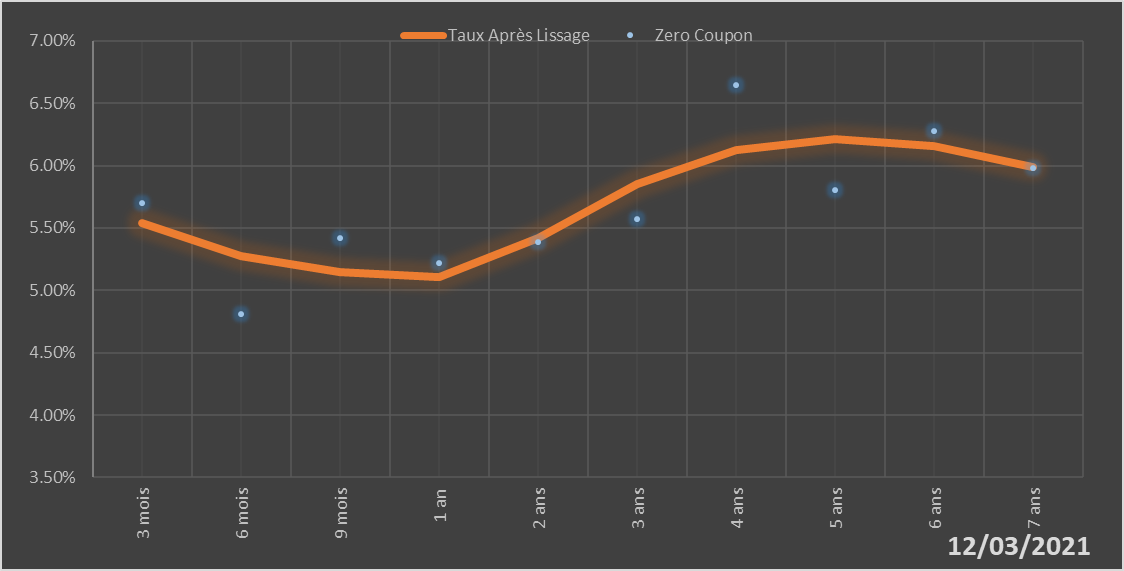 Taux Après Lissage Zero Coupon
7.00%
6.50%
6.00%
5.50%
5.00%
4.50%
4.00%
3.50%
3 mois
6 mois
9 mois
1 an
2 ans
3 ans
4 ans
5 ans
6 ans
7 ans
12/03/2021